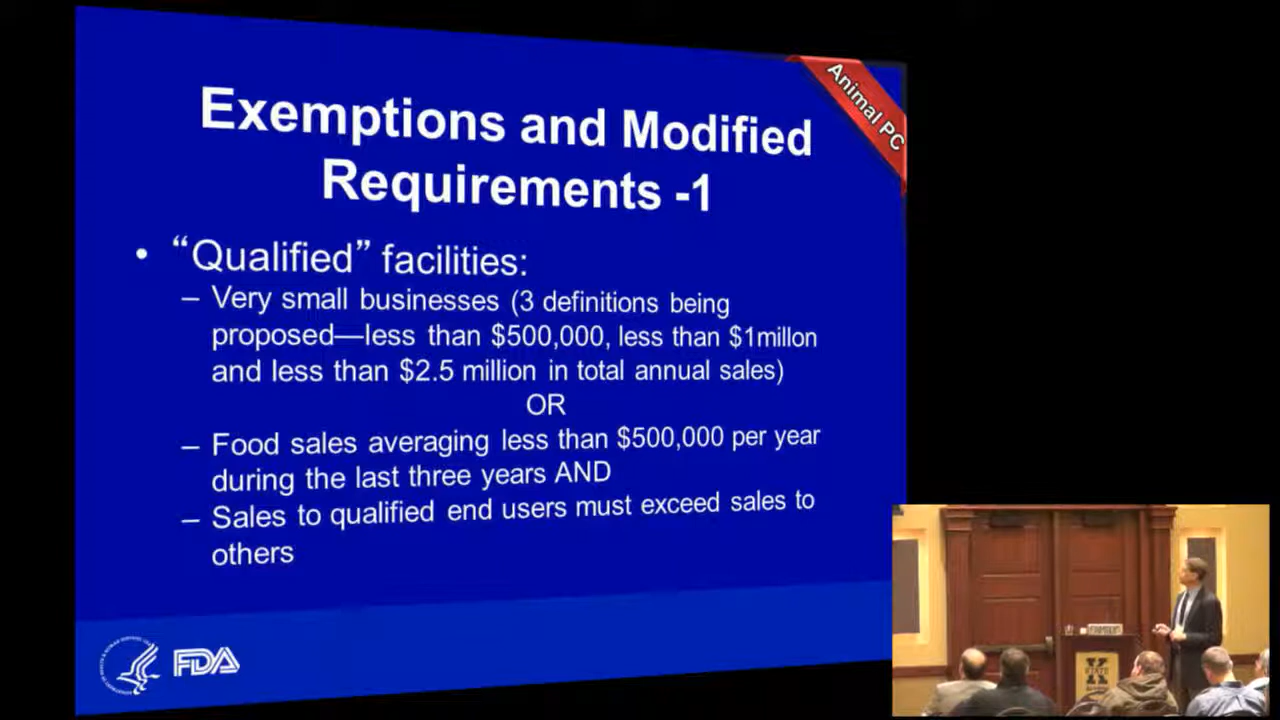 Animal PC
Exemptions and Modified
Requirements -1
• “Qualified” facilities:
– Very small businesses (3 definitions being
proposed—less than $500,000, less than $1millon
and less than $2.5 million in total annual sales)
OR
– Food sales averaging less than $500,000 per year
during the last three years AND
– Sales to qualified end users must exceed sales to
others
FDA
K
STATE